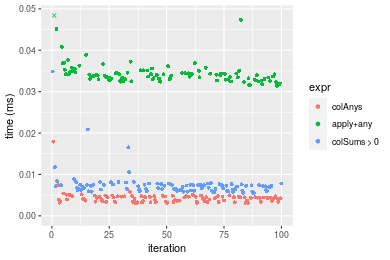 0.05
0.04
0.03
0.02
0.01
0.00
time (ms)
0
25
50
75
100
iteration
expr
colAnys
apply+any
colSums > 0